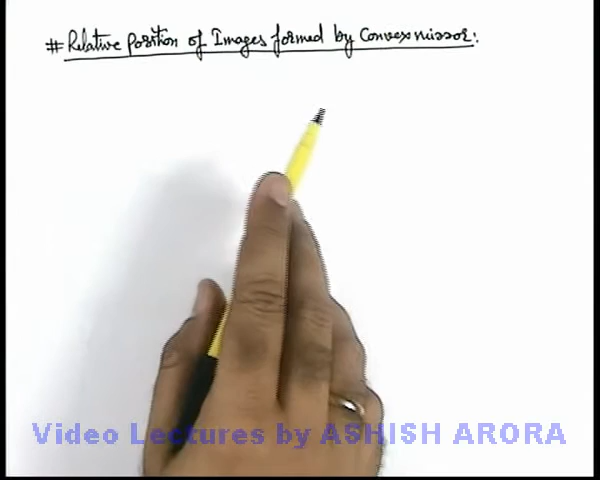 # Relative Position of Images formed by Convex mirror:
Video Lectures by ASHISH ARORA